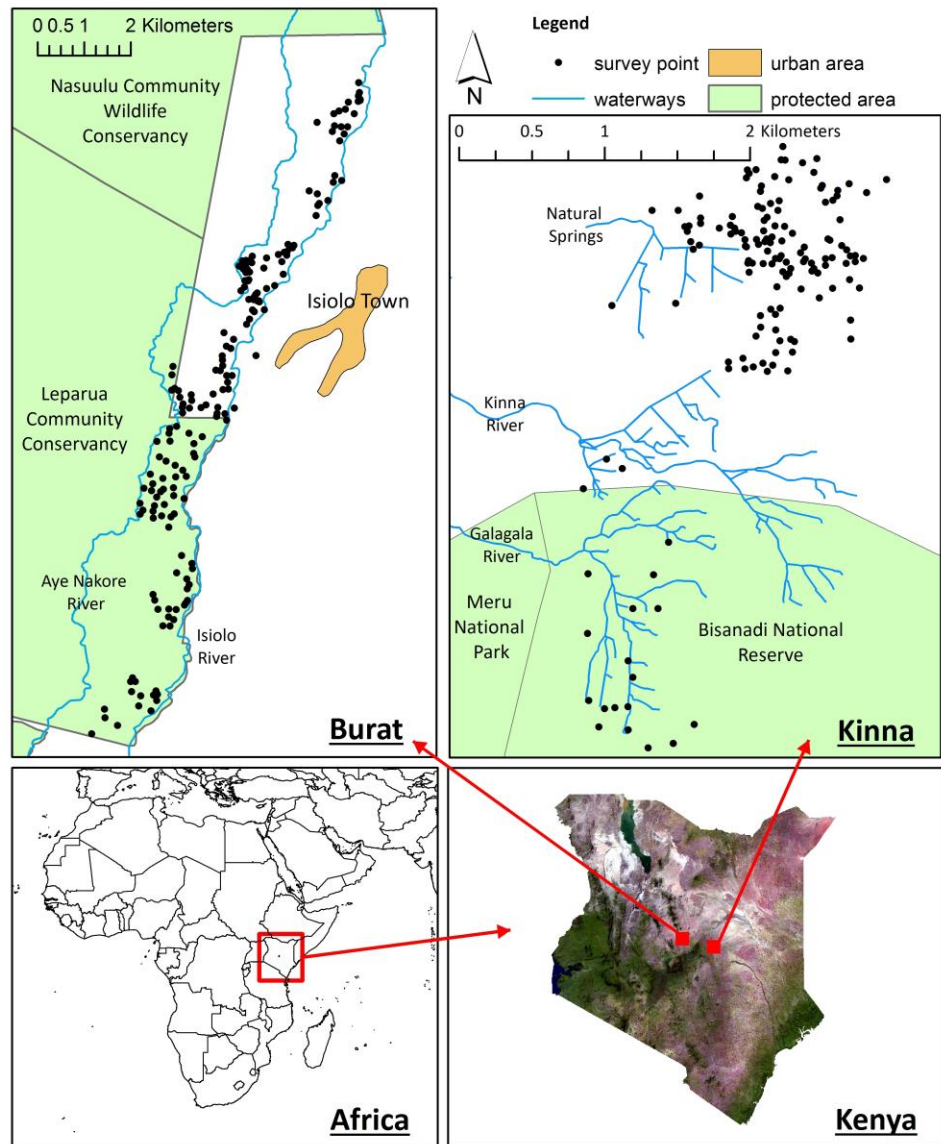 0 0.5 1 2 Kilometers
Nasuulu Community
Wildlife
Conservancy
Isiolo Town
Leparua
Community
Conservancy
Aye Nakore
River
Isiolo
River
Burat
Legend
N
survey point
urban area
waterways
protected area
0 0.5 1 2 Kilometers
Natural
Springs
Kinna
River
Galagala
River
Meru
National
Park
Bisanadi National
Reserve
Kinna
Africa
Kenya